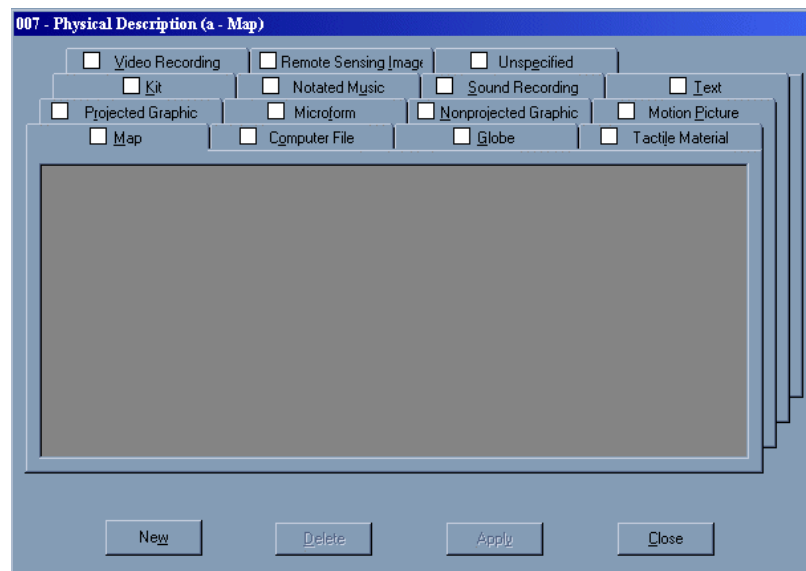 007 - Physical Description (a - Map)
Video Recording Remote Sensing Image Unspecified
Kit Notated Music Sound Recording Text
Projected Graphic Microform Nonprojected Graphic Motion Picture
Map Computer File Globe Tactile Material
New Delete Apply Close